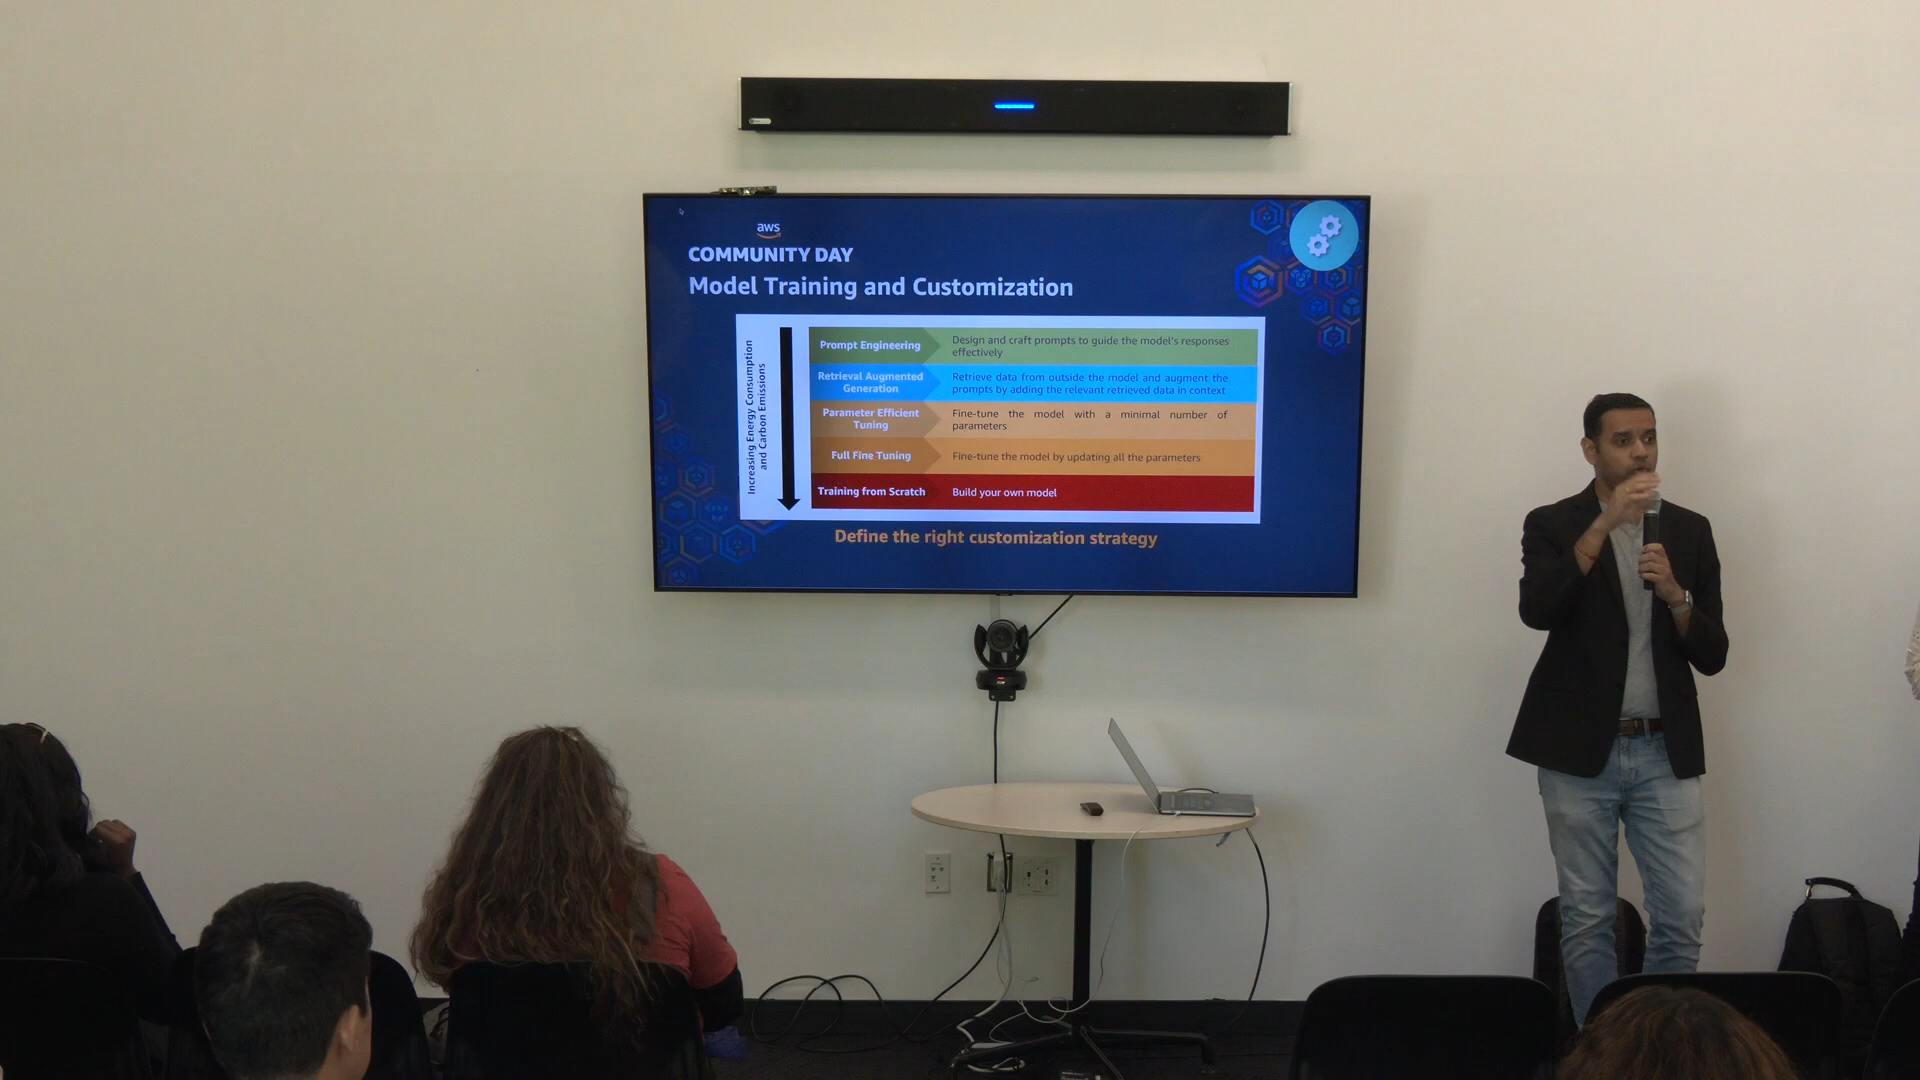 aws
COMMUNITY DAY
Model Training and Customization
Increasing Energy Consumption
and Carbon Emissions
Prompt Engineering
Design and craft prompts to guide the model's responses
effectively
Retrieval Augmented
Generation
Retrieve data from outside the model and augment the
prompts by adding the relevant retrieved data in context
Parameter Efficient
Tuning
Fine-tune the model with a minimal number of
parameters
Full Fine Tuning
Fine-tune the model by updating all the parameters
Training from Scratch
Build your own model
Define the right customization strategy